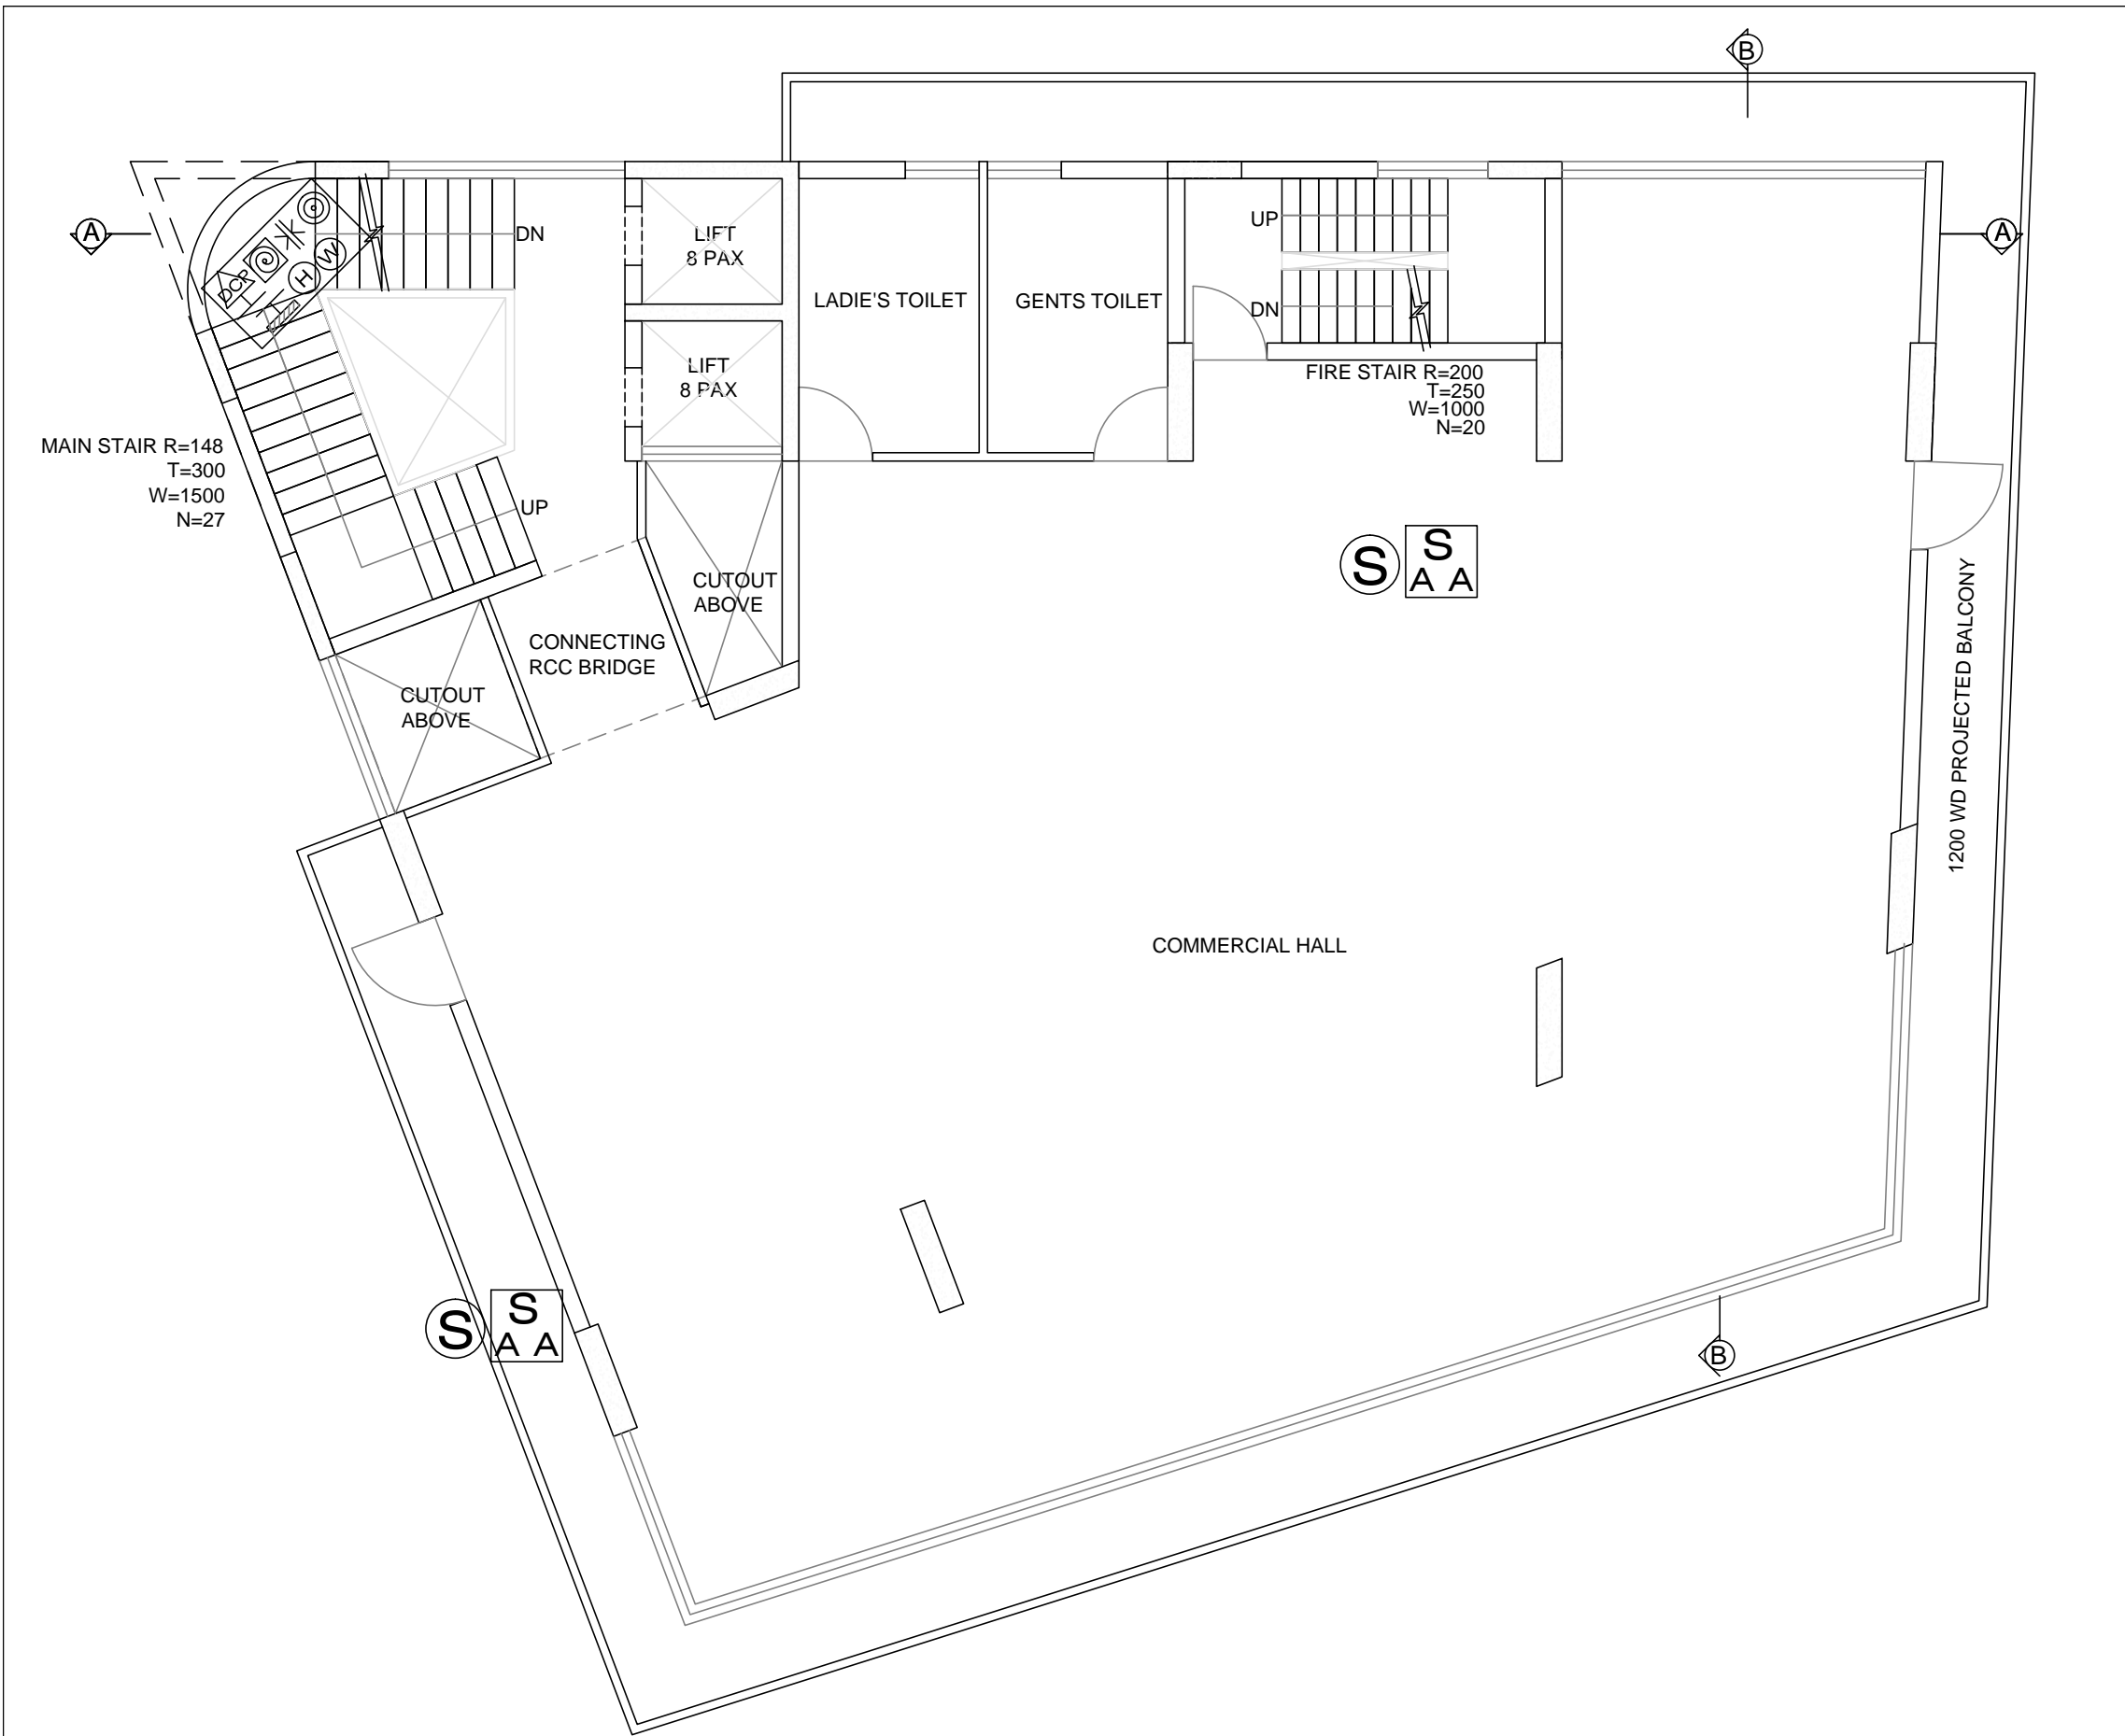 B
A
DCP
H
W
DN
LIFT
8 PAX
LADIE'S TOILET
GENTS TOILET
UP
DN
A
LIFT
8 PAX
FIRE STAIR R=200
T=250
W=1000
N=20
MAIN STAIR R=148
T=300
W=1500
N=27
UP
S
S
A A
CUTOUT
ABOVE
CONNECTING
RCC BRIDGE
CUTOUT
ABOVE
1200 WD PROJECTED BALCONY
COMMERCIAL HALL
S
S
A A
B